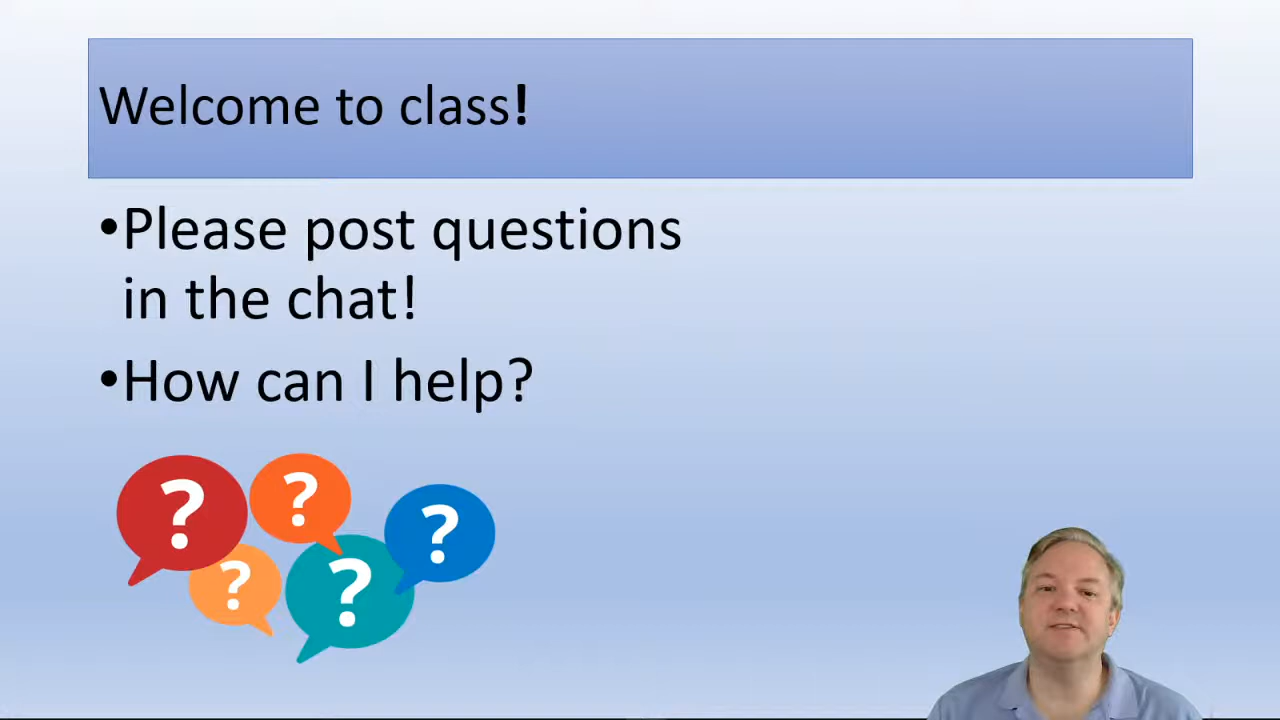 Welcome to class!
•Please post questions
in the chat!
•How can I help?
? ? ?
? ?